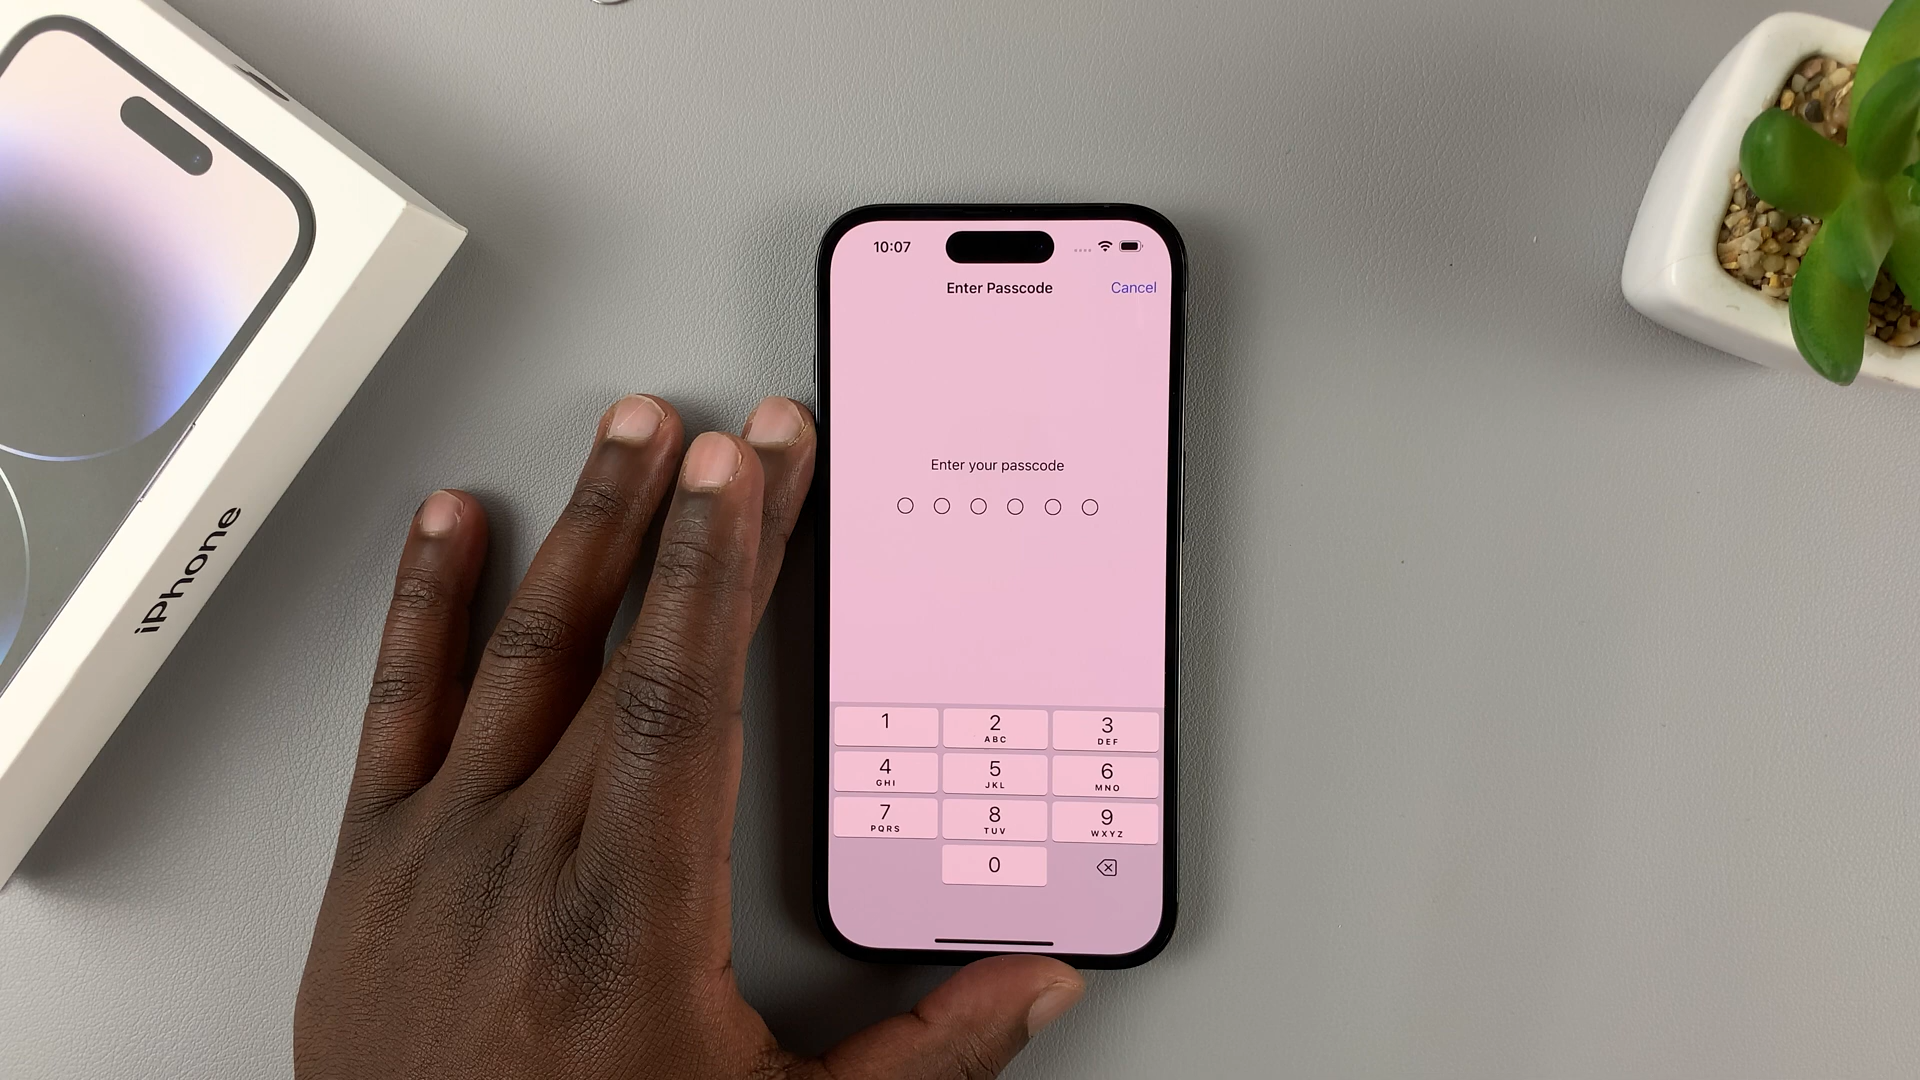 iPhone
10:07
Enter Passcode
Cancel
Enter your passcode
1
2
ABC
3
DEF
4
GHI
5
JKL
6
MNO
7
PQRS
8
TUV
9
WXYZ
0